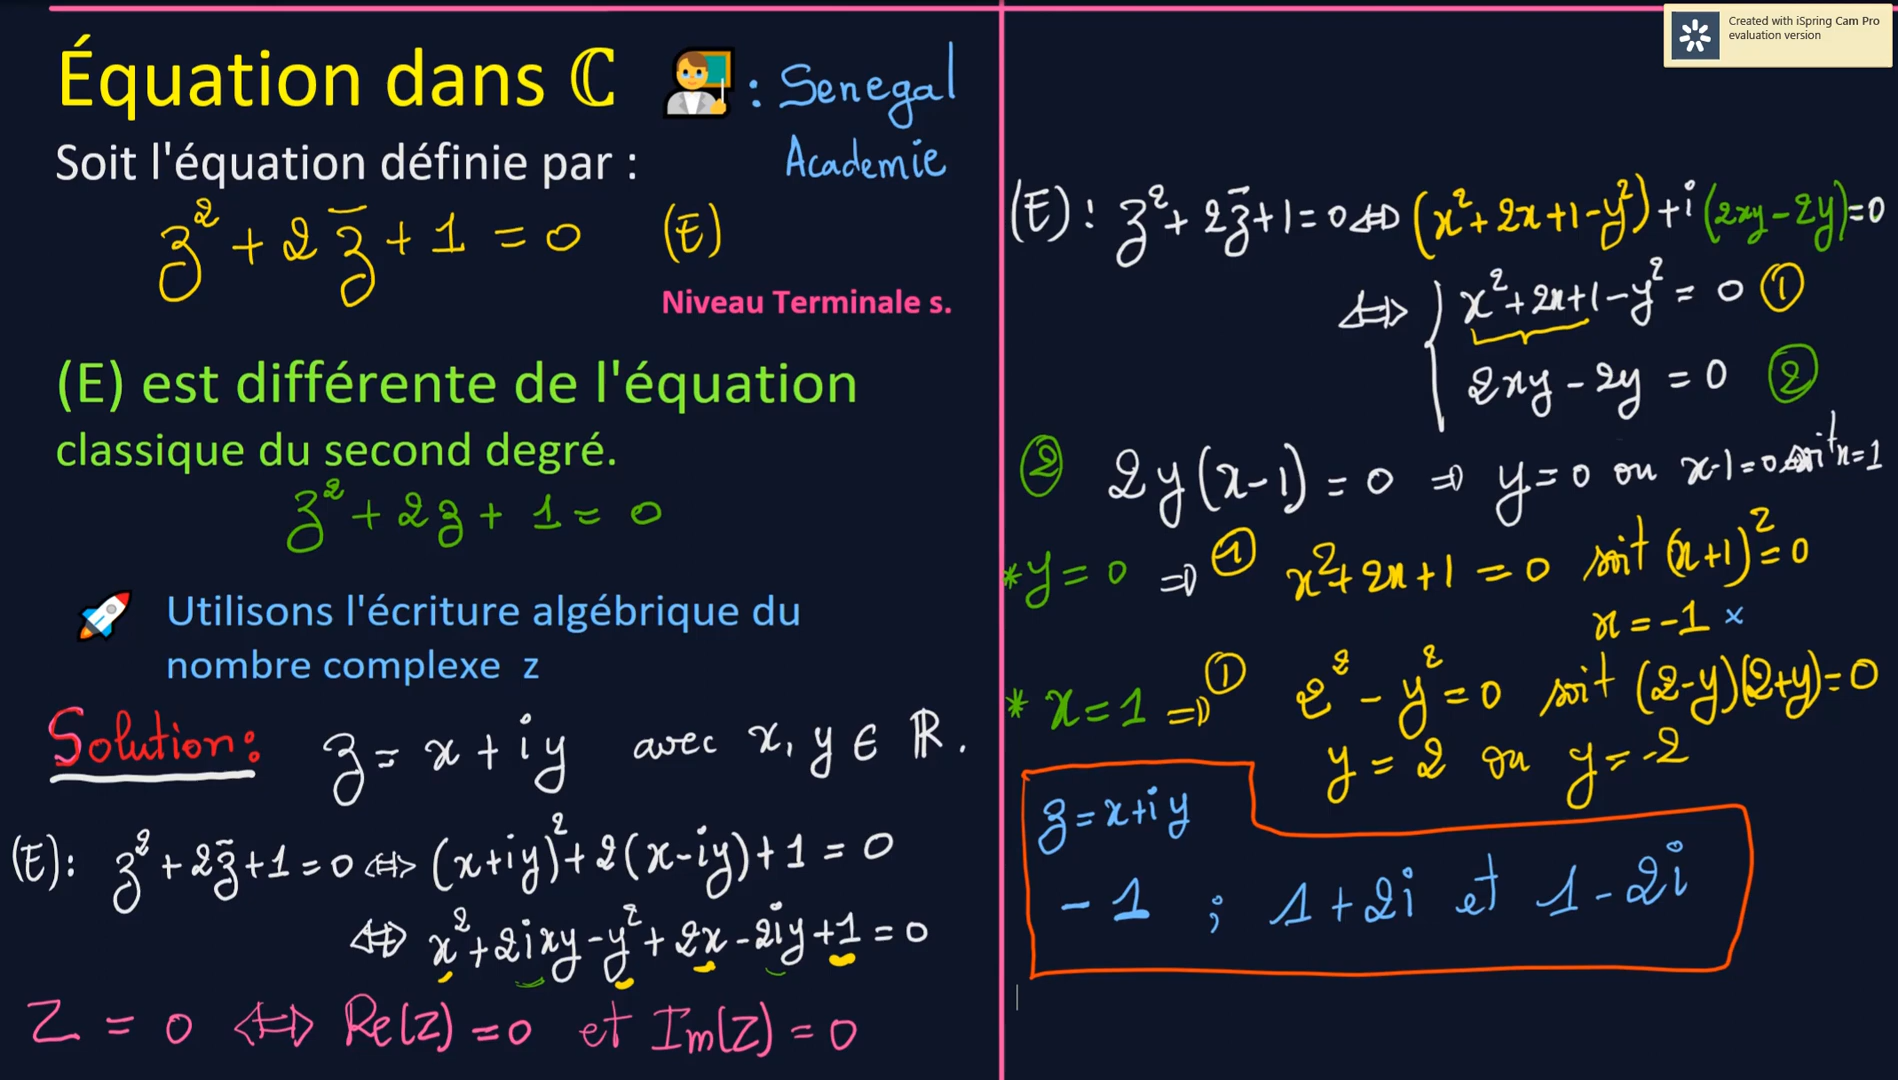 Équation dans ℂ : Senegal
Academie
Soit l'équation définie par :
z² + 2z̄ + 1 = 0 (E)
Niveau Terminale s.
(E) est différente de l'équation
classique du second degré.
z² + 2z + 1 = 0
Utilisons l'écriture algébrique du
nombre complexe z
Solution: z = x + iy avec x, y ∈ ℝ.
(E): z² + 2z̄ + 1 = 0 ⇔ (x+iy)² + 2(x-iy) + 1 = 0
⇔ x² + 2ixy - y² + 2x - 2iy + 1 = 0
Z = 0 ⇔ Re(Z) = 0 et Im(Z) = 0
Created with iSpring Cam Pro
evaluation version
(E): z² + 2z̄ + 1 = 0 ⇔ (x² + 2x + 1 - y²) + i(2xy - 2y) = 0
⇔ { x² + 2x + 1 - y² = 0 ①
2xy - 2y = 0 ②
② 2y(x-1) = 0 ⇒ y = 0 ou x-1 = 0 soit x = 1
* y = 0 ⇒ ① x² + 2x + 1 = 0 soit (x+1)² = 0
x = -1 ×
* x = 1 ⇒ ① 2² - y² = 0 soit (2-y)(2+y) = 0
y = 2 ou y = -2
z = x + iy
-1 ; 1 + 2i et 1 - 2i